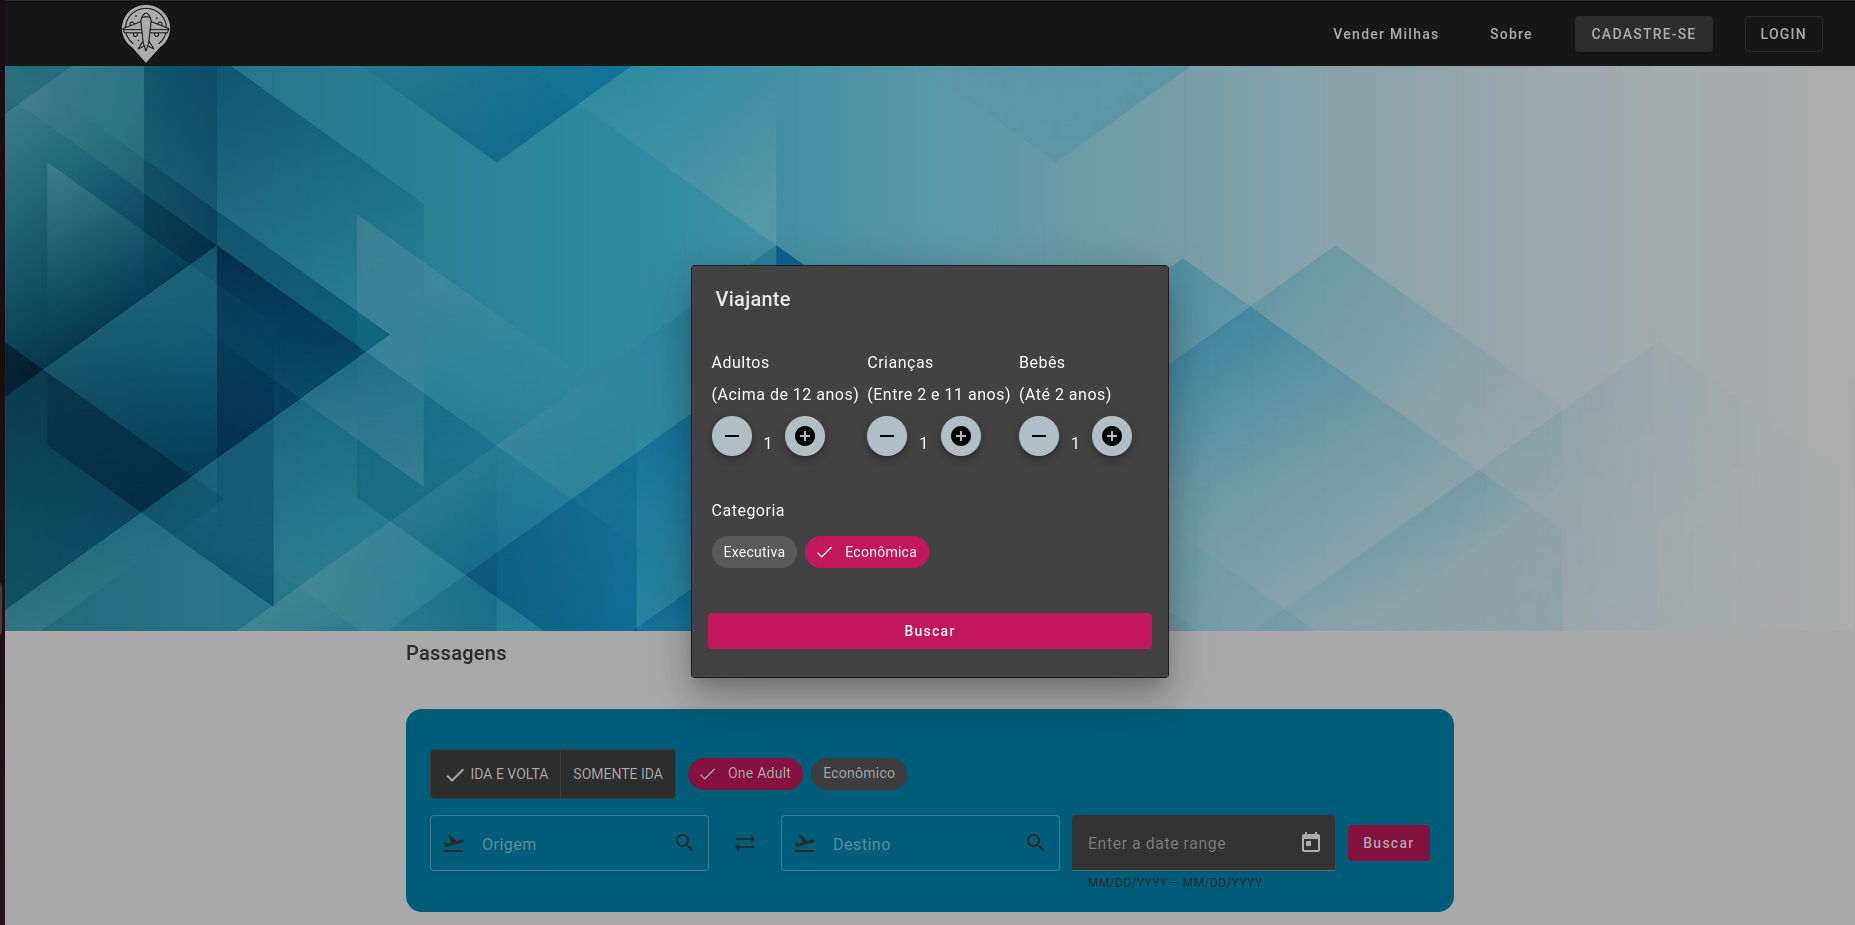 Vender Milhas Sobre CADASTRE-SE LOGIN
Viajante
Adultos Crianças Bebês
(Acima de 12 anos) (Entre 2 e 11 anos) (Até 2 anos)
1 1 1
Categoria
Executiva Econômica
Buscar
Passagens
IDA E VOLTA SOMENTE IDA One Adult Econômico
Origem Destino Enter a date range Buscar
MM/DD/YYYY – MM/DD/YYYY